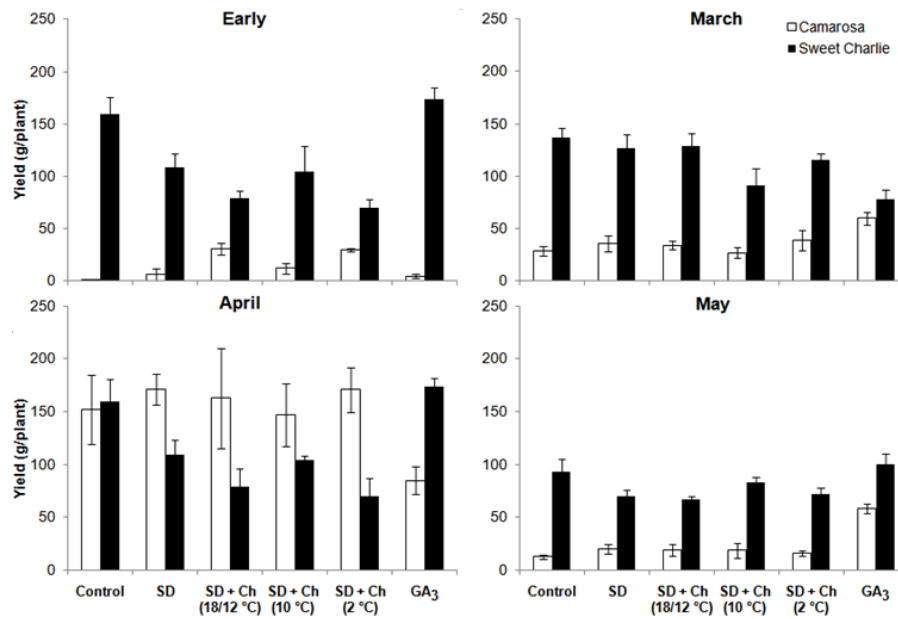 Early
March
Camarosa
Sweet Charlie
250
200
150
100
50
0
Yield (g/plant)
250
200
150
100
50
0
Yield (g/plant)
April
May
250
200
150
100
50
0
Yield (g/plant)
250
200
150
100
50
0
Control SD SD + Ch SD + Ch SD + Ch GA3
(18/12 °C) (10 °C) (2 °C)
Control SD SD + Ch SD + Ch SD + Ch GA3
(18/12 °C) (10 °C) (2 °C)